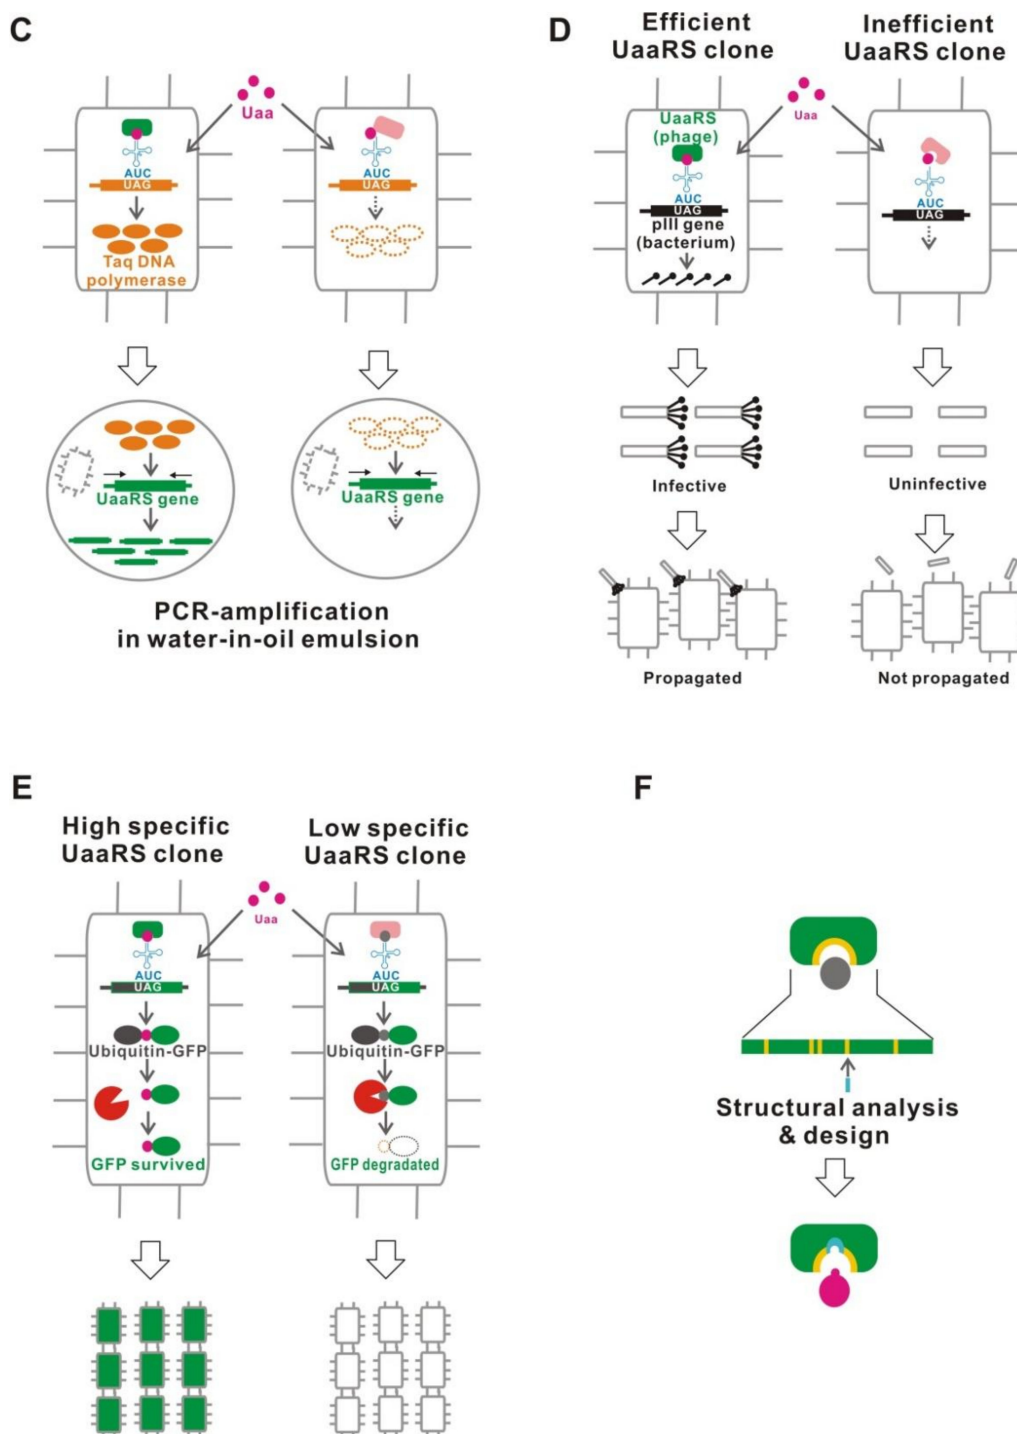 C
Uaa
AUC
UAG
Taq DNA
polymerase
AUC
UAG
UaaRS gene
UaaRS gene
PCR-amplification
in water-in-oil emulsion
D
Efficient
UaaRS clone
Inefficient
UaaRS clone
UaaRS
(phage)
Uaa
AUC
UAG
pIII gene
(bacterium)
AUC
UAG
Infective
Uninfective
Propagated
Not propagated
E
High specific
UaaRS clone
Low specific
UaaRS clone
Uaa
AUC
UAG
Ubiquitin-GFP
GFP survived
AUC
UAG
Ubiquitin-GFP
GFP degradated
F
Structural analysis
& design